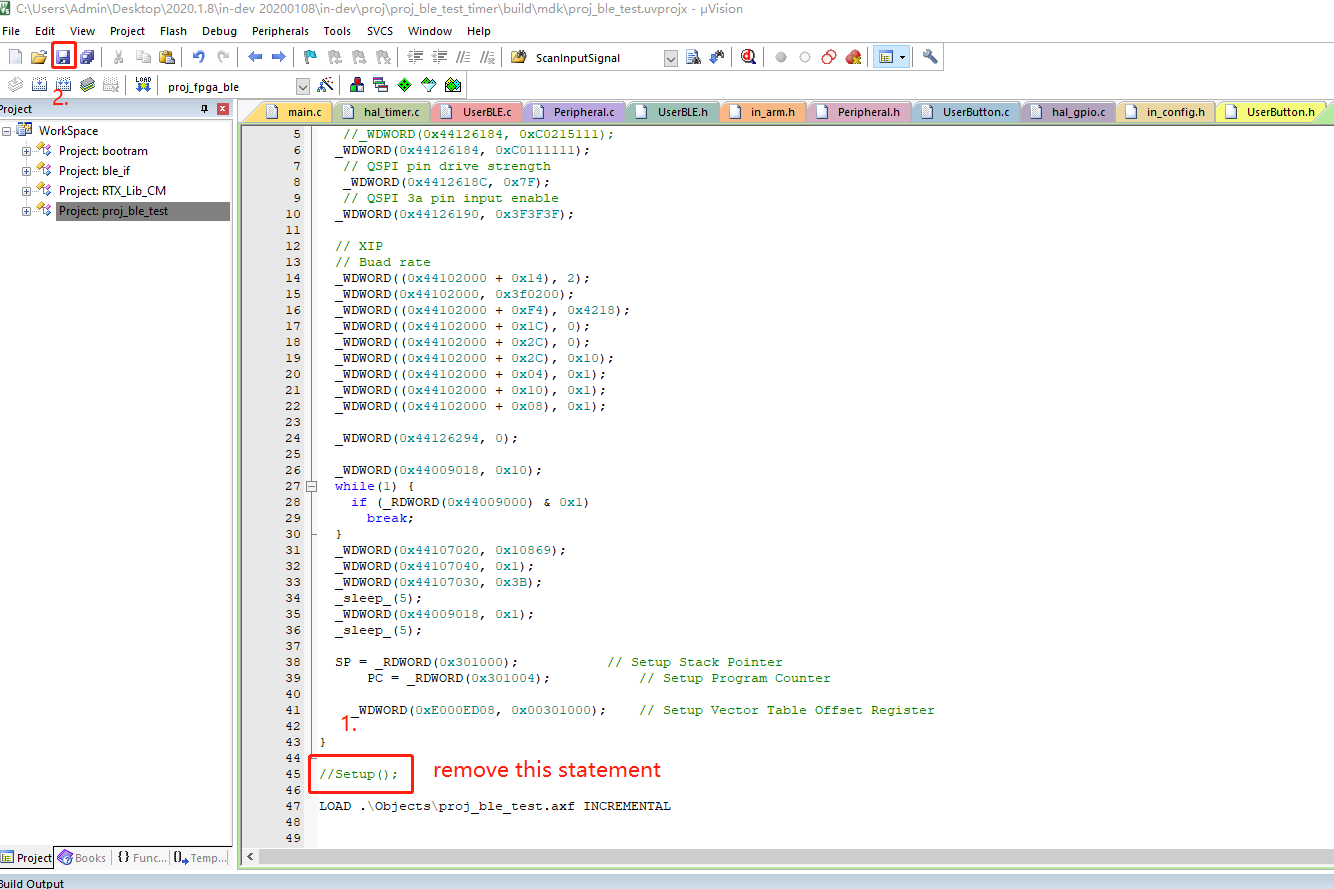 C:\Users\Admin\Desktop\2020.1.8\in-dev 20200108\in-dev\proj\proj_ble_test_timer\build\mdk\proj_ble_test.uvprojx - µVision
File Edit View Project Flash Debug Peripherals Tools SVCS Window Help
ScanInputSignal
LOAD
proj_fpga_ble
2.
Project
main.c hal_timer.c UserBLE.c Peripheral.c UserBLE.h in_arm.h Peripheral.h UserButton.c hal_gpio.c in_config.h UserButton.h
WorkSpace
Project: bootram
Project: ble_if
Project: RTX_Lib_CM
Project: proj_ble_test
5 //_WDWORD(0x44126184, 0xC0215111);
6 _WDWORD(0x44126184, 0xC0111111);
7 // QSPI pin drive strength
8 _WDWORD(0x4412618C, 0x7F);
9 // QSPI 3a pin input enable
10 _WDWORD(0x44126190, 0x3F3F3F);
11
12 // XIP
13 // Buad rate
14 _WDWORD((0x44102000 + 0x14), 2);
15 _WDWORD(0x44102000, 0x3f0200);
16 _WDWORD((0x44102000 + 0xF4), 0x4218);
17 _WDWORD((0x44102000 + 0x1C), 0);
18 _WDWORD((0x44102000 + 0x2C), 0);
19 _WDWORD((0x44102000 + 0x2C), 0x10);
20 _WDWORD((0x44102000 + 0x04), 0x1);
21 _WDWORD((0x44102000 + 0x10), 0x1);
22 _WDWORD((0x44102000 + 0x08), 0x1);
23
24 _WDWORD(0x44126294, 0);
25
26 _WDWORD(0x44009018, 0x10);
27 while(1) {
28 if (_RDWORD(0x44009000) & 0x1)
29 break;
30 }
31 _WDWORD(0x44107020, 0x10869);
32 _WDWORD(0x44107040, 0x1);
33 _WDWORD(0x44107030, 0x3B);
34 _sleep_(5);
35 _WDWORD(0x44009018, 0x1);
36 _sleep_(5);
37
38 SP = _RDWORD(0x301000); // Setup Stack Pointer
39 PC = _RDWORD(0x301004); // Setup Program Counter
40
41 _WDWORD(0xE000ED08, 0x00301000); // Setup Vector Table Offset Register
42
1.
43 }
44
45 //Setup();
remove this statement
46
47 LOAD .\Objects\proj_ble_test.axf INCREMENTAL
48
49
Project Books {} Func... Temp...
Build Output